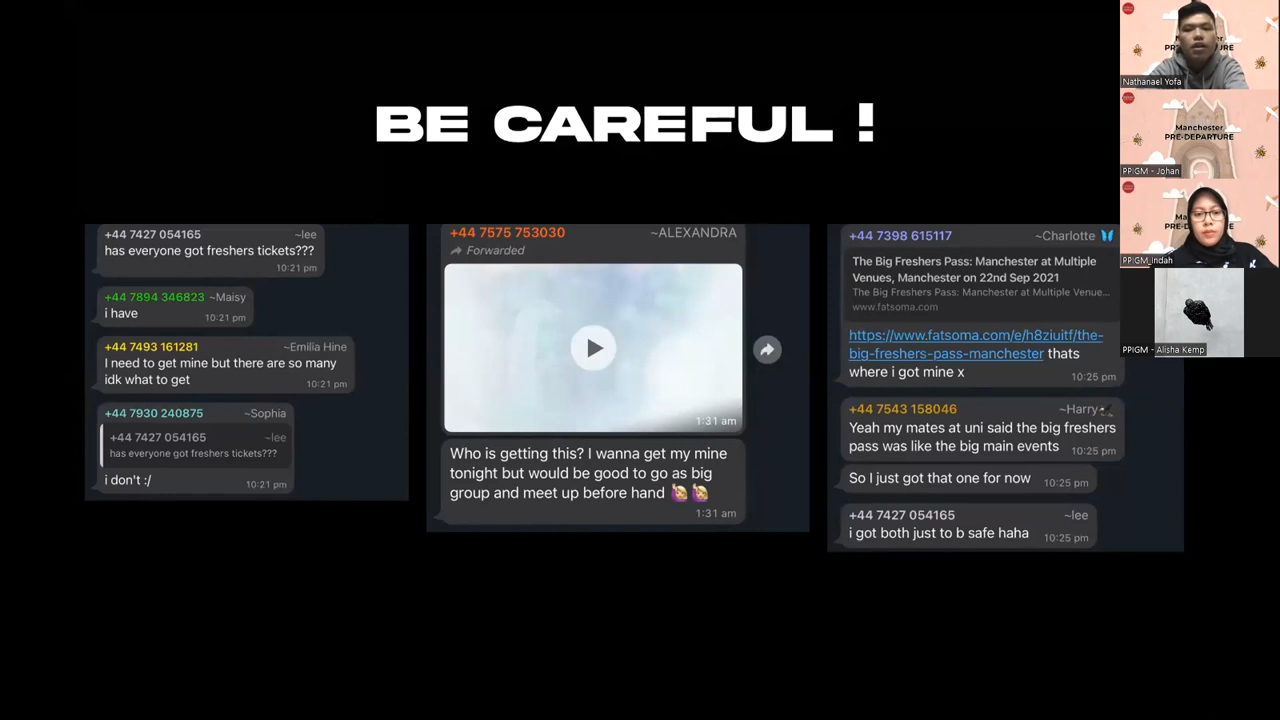 BE CAREFUL !
+44 7427 054165 ~lee
has everyone got freshers tickets???
10:21 pm
+44 7894 346823 ~Maisy
i have
10:21 pm
+44 7493 161281 ~Emilia Hine
I need to get mine but there are so many
idk what to get
10:21 pm
+44 7930 240875 ~Sophia
+44 7427 054165 ~lee
has everyone got freshers tickets???
i don't :/
10:21 pm
+44 7575 753030 ~ALEXANDRA
Forwarded
1:31 am
Who is getting this? I wanna get my mine
tonight but would be good to go as big
group and meet up before hand 🙋🏼‍♀️🙋🏼‍♀️
1:31 am
+44 7398 615117 ~Charlotte 🦋
The Big Freshers Pass: Manchester at Multiple
Venues, Manchester on 22nd Sep 2021
The Big Freshers Pass: Manchester at Multiple Venue...
www.fatsoma.com
https://www.fatsoma.com/e/h8ziuitf/the-
big-freshers-pass-manchester thats
where i got mine x
10:25 pm
+44 7543 158046 ~Harry
Yeah my mates at uni said the big freshers
pass was like the big main events
10:25 pm
So I just got that one for now
10:25 pm
+44 7427 054165 ~lee
i got both just to b safe haha
10:25 pm
Nathanael Yofa
Manchester
PRE-DEPARTURE
PPIGM - Johan
PPIGM_Indah
PPIGM - Alisha Kemp